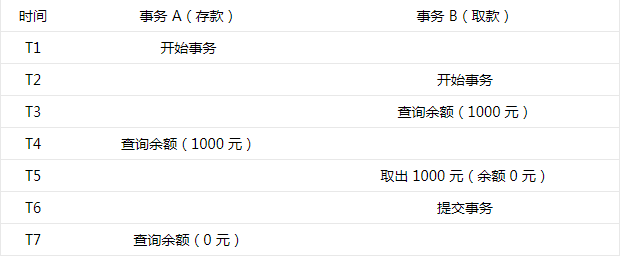 时间 事务 A（存款） 事务 B（取款）
T1 开始事务
T2 开始事务
T3 查询余额（1000 元）
T4 查询余额（1000 元）
T5 取出 1000 元（余额 0 元）
T6 提交事务
T7 查询余额（0 元）